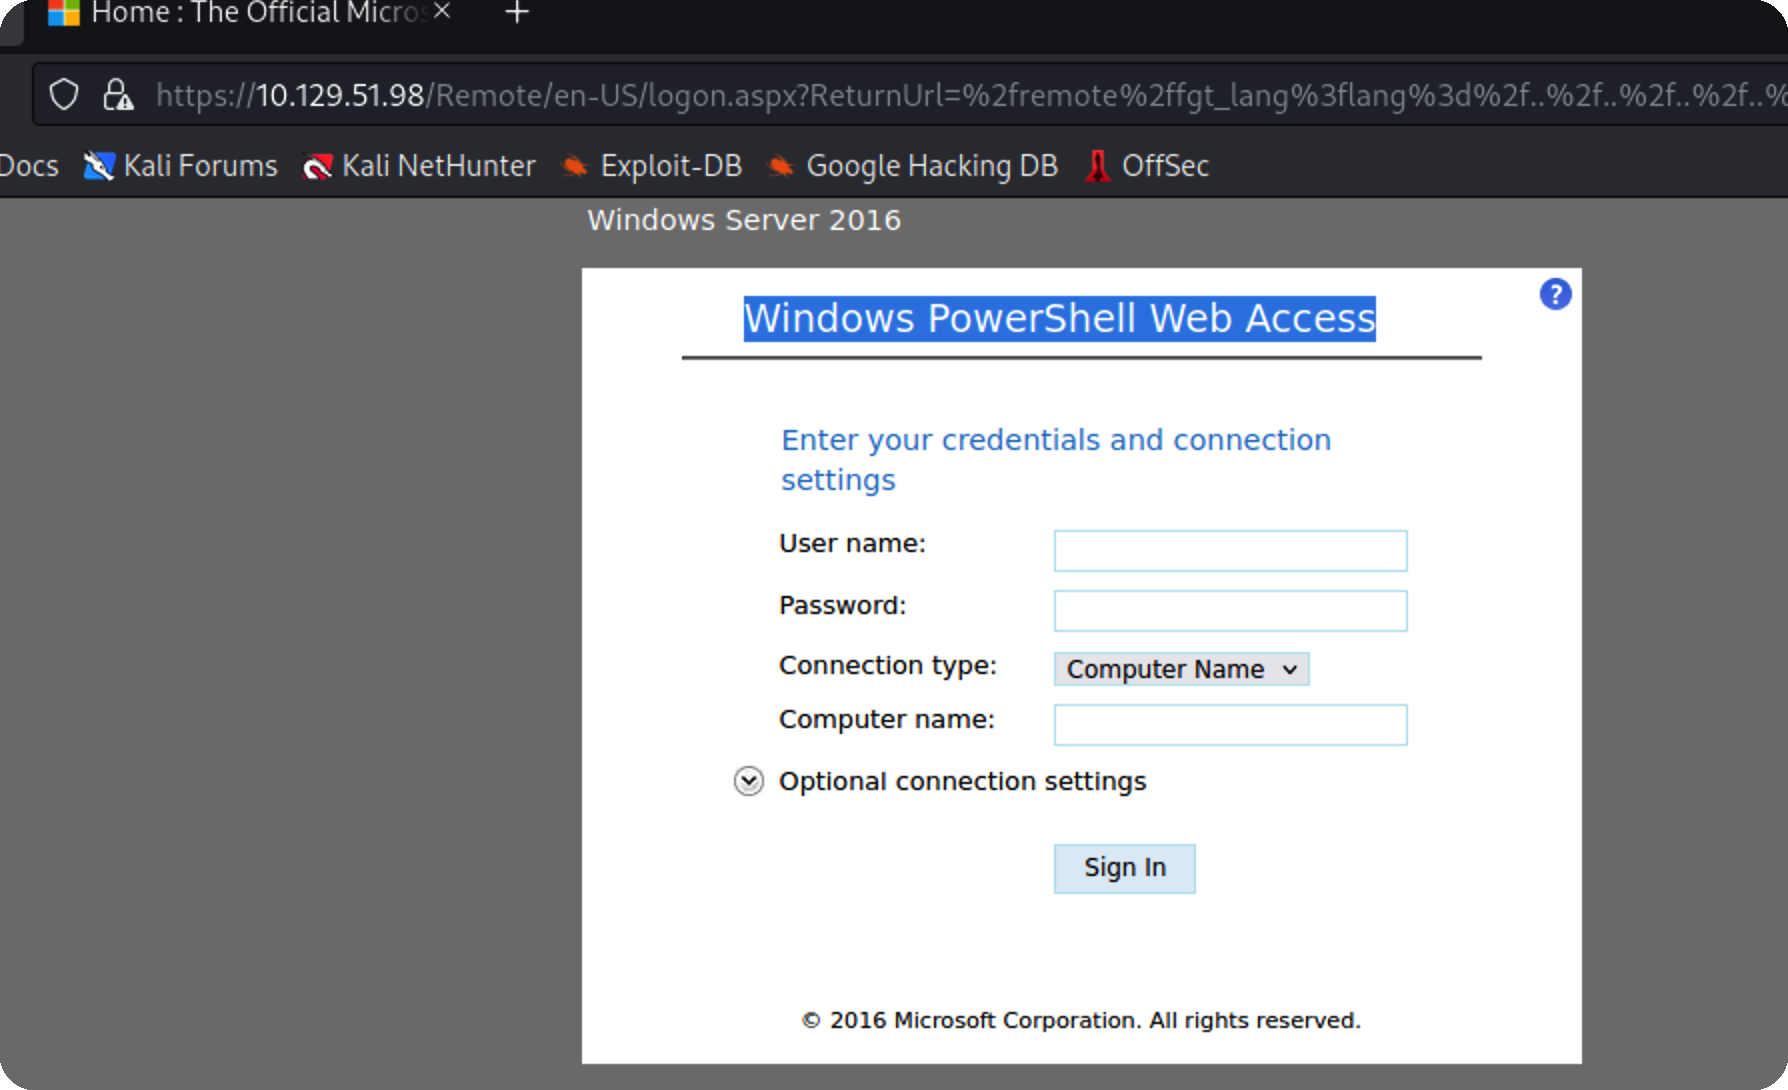 Home : The Official Micros
https://10.129.51.98/Remote/en-US/logon.aspx?ReturnUrl=%2fremote%2ffgt_lang%3flang%3d%2f..%2f..%2f..%2f..%
Docs Kali Forums Kali NetHunter Exploit-DB Google Hacking DB OffSec
Windows Server 2016
Windows PowerShell Web Access
?
Enter your credentials and connection
settings
User name:
Password:
Connection type: Computer Name
Computer name:
Optional connection settings
Sign In
© 2016 Microsoft Corporation. All rights reserved.